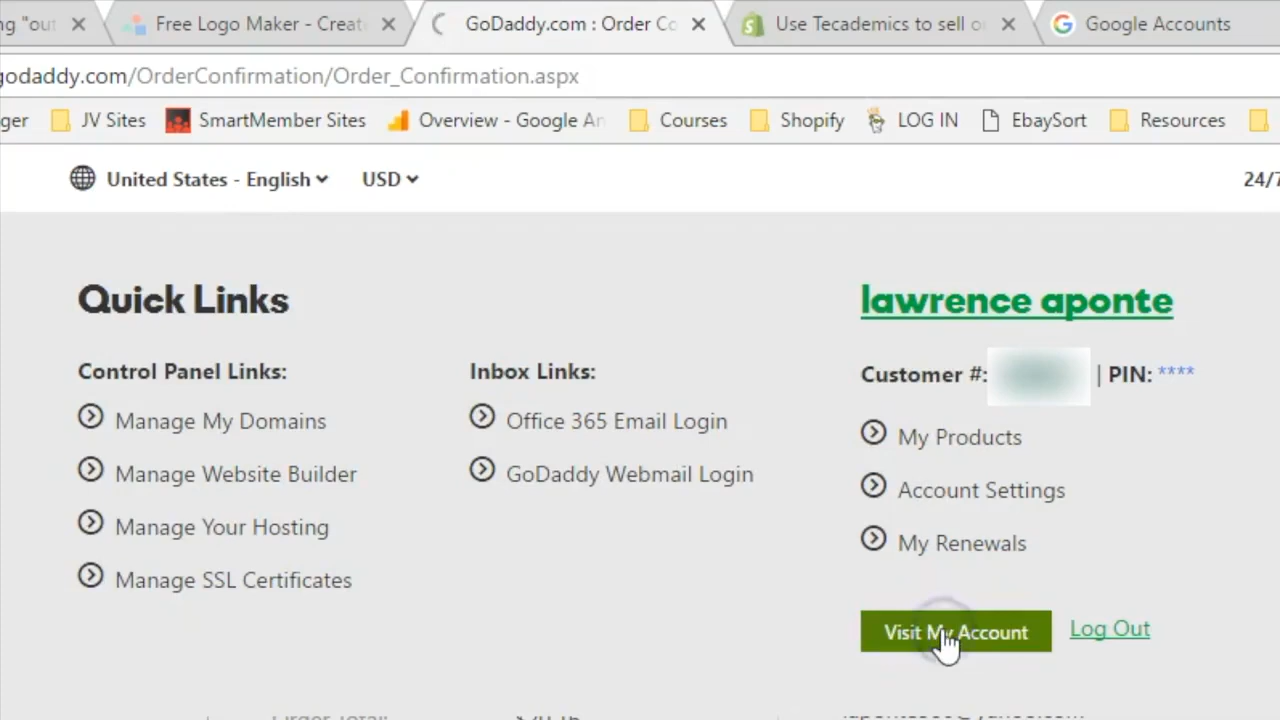 Free Logo Maker - Creat
GoDaddy.com : Order Co
Use Tecademics to sell o
Google Accounts
godaddy.com/OrderConfirmation/Order_Confirmation.aspx
ger
JV Sites
SmartMember Sites
Overview - Google An
Courses
Shopify
LOG IN
EbaySort
Resources
United States - English
USD
24/7
Quick Links
lawrence aponte
Control Panel Links:
Inbox Links:
Customer #:
| PIN: ****
Manage My Domains
Office 365 Email Login
My Products
Manage Website Builder
GoDaddy Webmail Login
Account Settings
Manage Your Hosting
My Renewals
Manage SSL Certificates
Visit My Account
Log Out